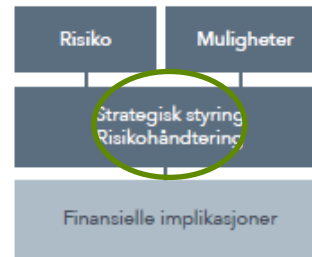 Risiko
Muligheter
Strategisk styring
Risikohåndtering
Finansielle implikasjoner